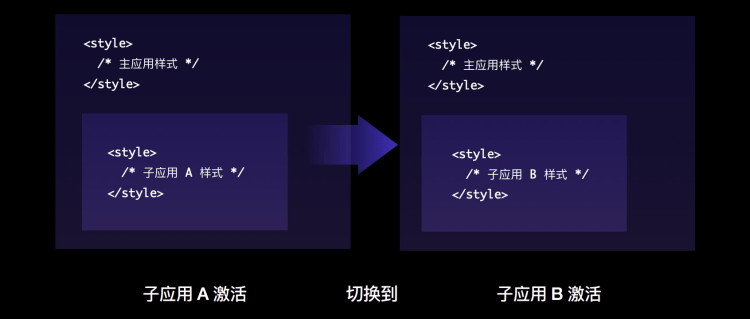 <style>
/* 主应用样式 */
</style>
<style>
/* 子应用 A 样式 */
</style>
<style>
/* 主应用样式 */
</style>
<style>
/* 子应用 B 样式 */
</style>
子应用 A 激活
切换到
子应用 B 激活